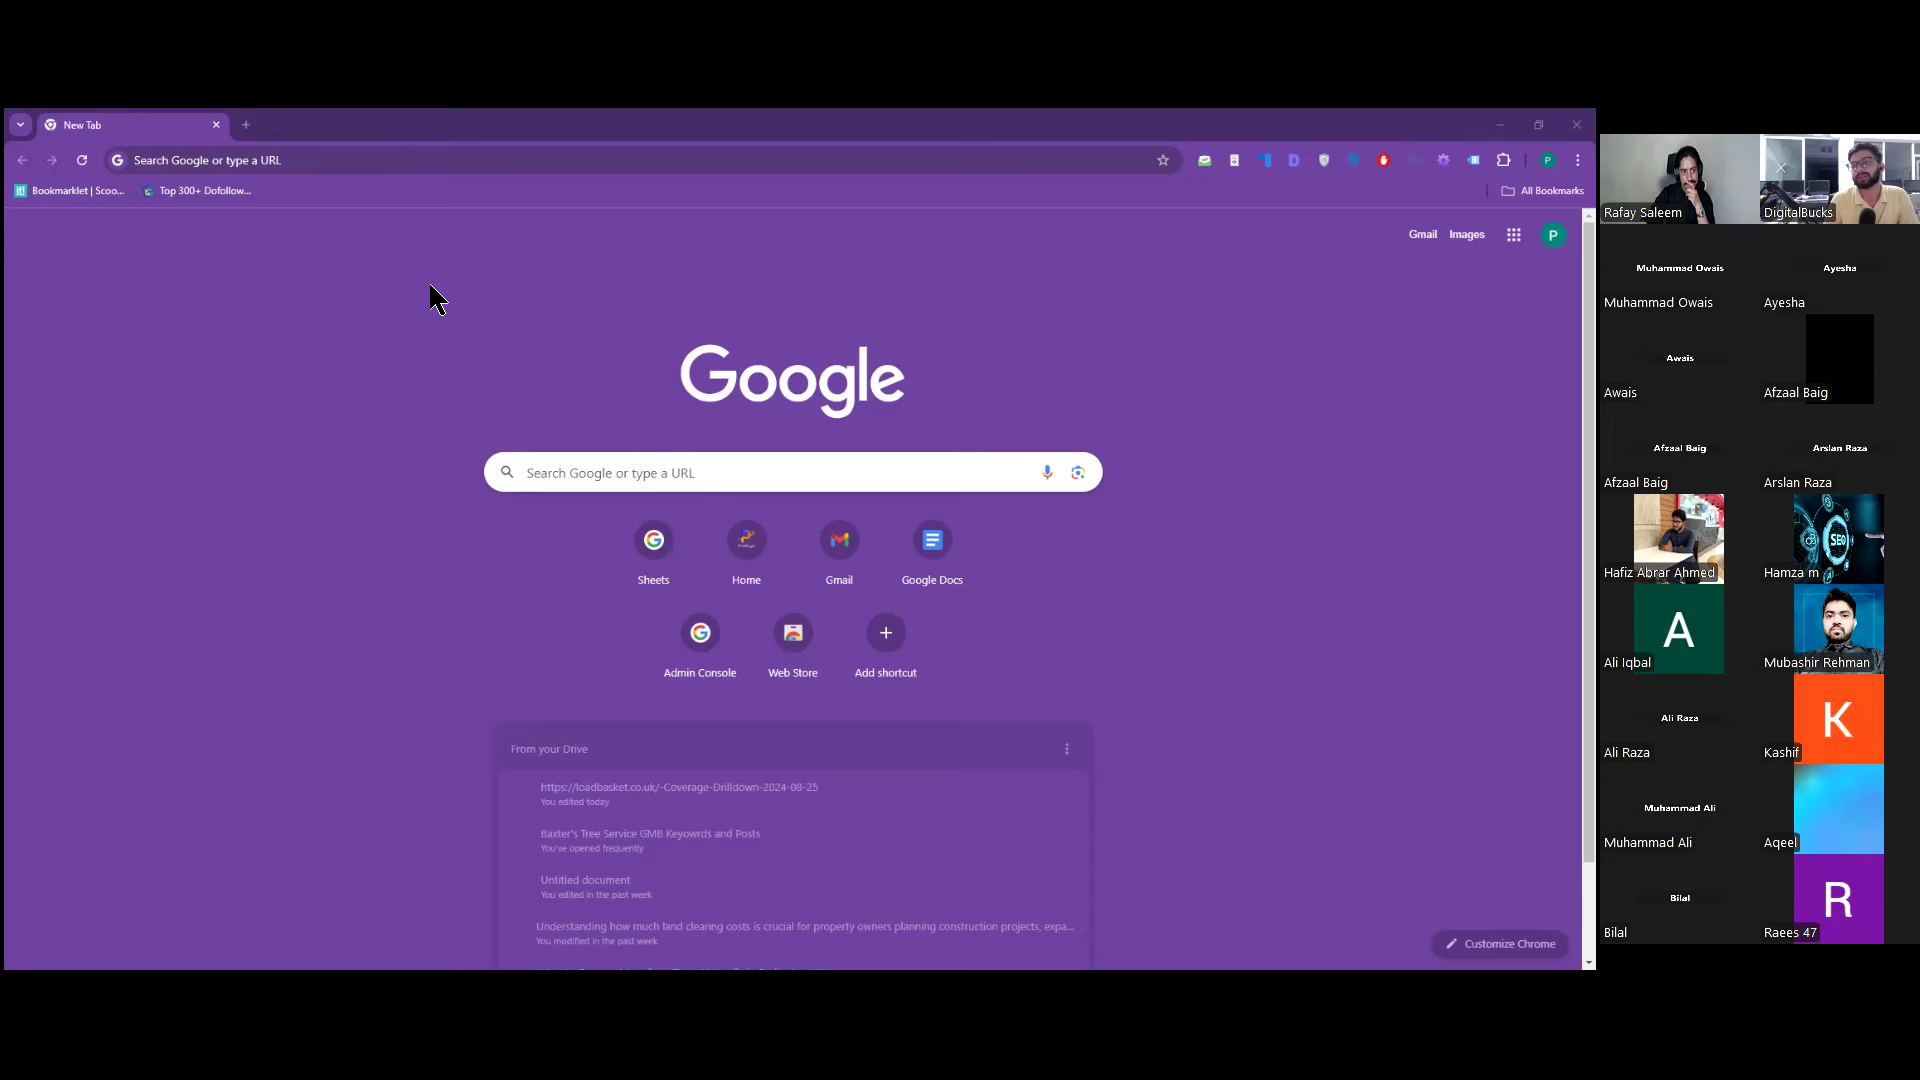 New Tab
Search Google or type a URL
Bookmarklet | Scoo...
Top 300+ Dofollow...
All Bookmarks
Gmail
Images
P
Google
Search Google or type a URL
Sheets
Home
Gmail
Google Docs
Admin Console
Web Store
Add shortcut
From your Drive
https://loadbasket.co.uk/-Coverage-Drilldown-2024-08-25
You edited today
Baxter's Tree Service GMB Keyowrds and Posts
You've opened frequently
Untitled document
You edited in the past week
Understanding how much land clearing costs is crucial for property owners planning construction projects, expa...
You modified in the past week
Customize Chrome
Rafay Saleem
DigitalBucks
Muhammad Owais
Muhammad Owais
Ayesha
Ayesha
Awais
Awais
Afzaal Baig
Afzaal Baig
Afzaal Baig
Arslan Raza
Arslan Raza
Hafiz Abrar Ahmed
SEO
Hamza m
A
Ali Iqbal
Mubashir Rehman
Ali Raza
Ali Raza
K
Kashif
Muhammad Ali
Muhammad Ali
Aqeel
Bilal
Bilal
R
Raees 47